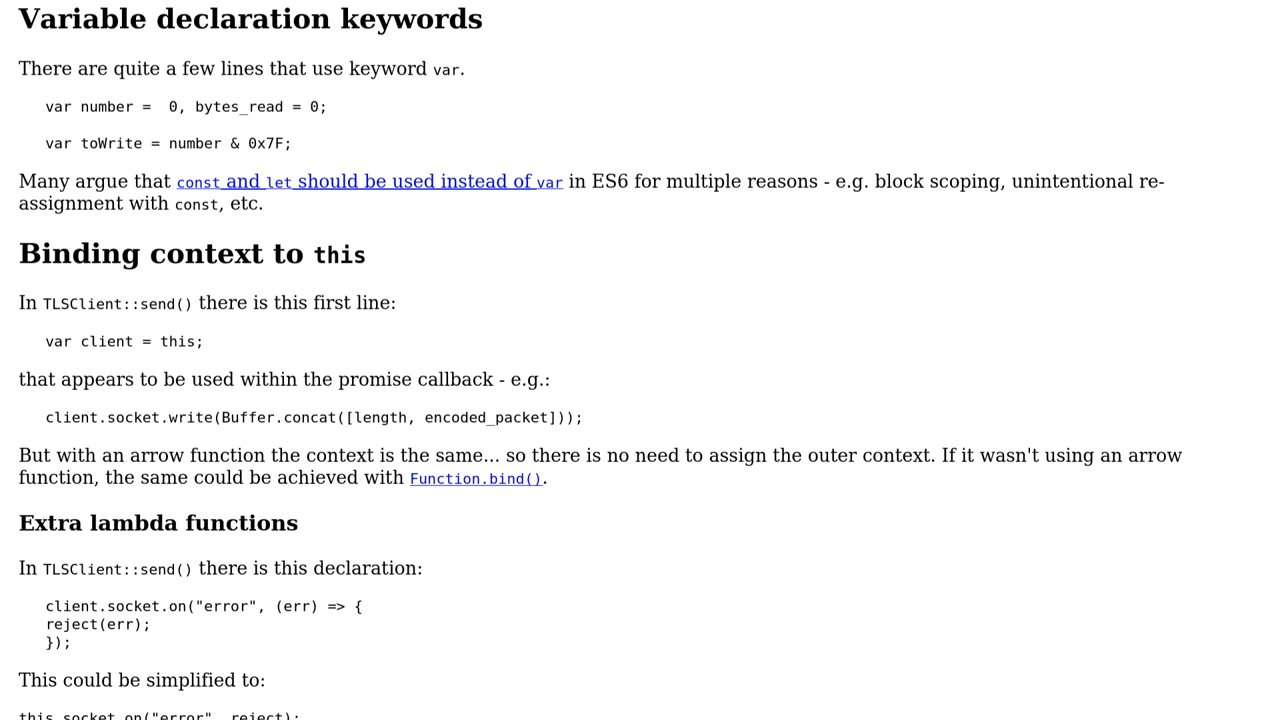 Variable declaration keywords
There are quite a few lines that use keyword var.
var number =  0, bytes_read = 0;
var toWrite = number & 0x7F;
Many argue that const and let should be used instead of var in ES6 for multiple reasons - e.g. block scoping, unintentional re-
assignment with const, etc.
Binding context to this
In TLSClient::send() there is this first line:
var client = this;
that appears to be used within the promise callback - e.g.:
client.socket.write(Buffer.concat([length, encoded_packet]));
But with an arrow function the context is the same... so there is no need to assign the outer context. If it wasn't using an arrow
function, the same could be achieved with Function.bind().
Extra lambda functions
In TLSClient::send() there is this declaration:
client.socket.on("error", (err) => {
reject(err);
});
This could be simplified to:
this.socket.on("error", reject);